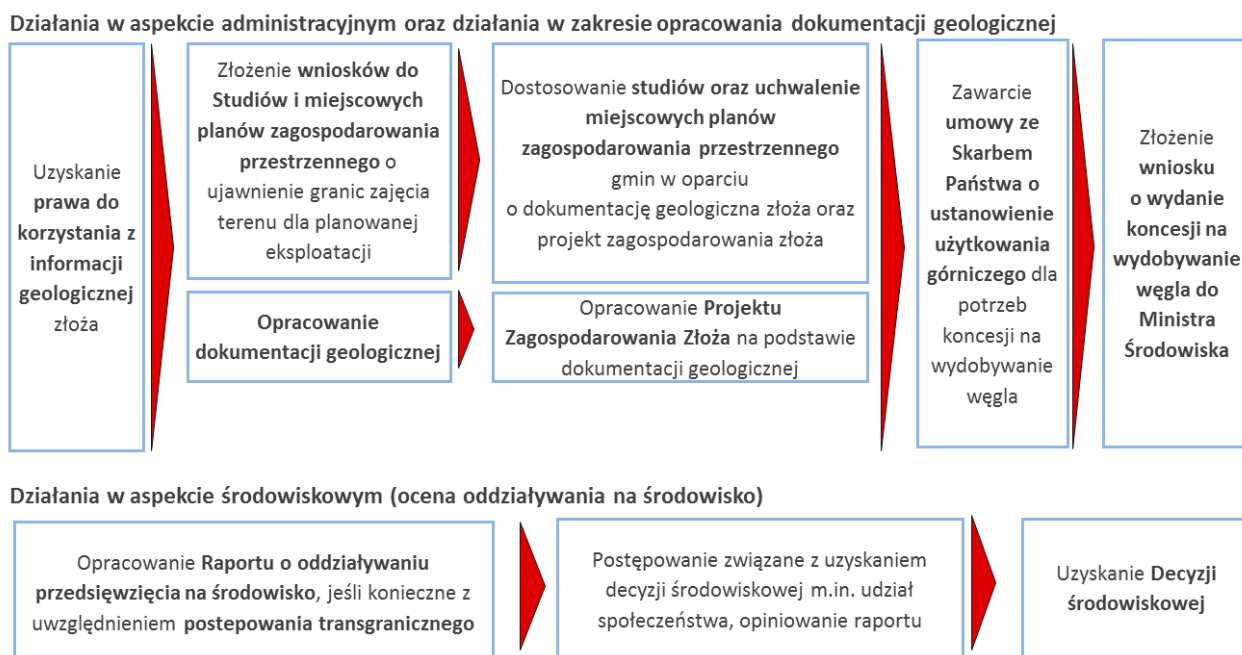 Działania w aspekcie administracyjnym oraz działania w zakresie opracowania dokumentacji geologicznej
Uzyskanie
prawa do
korzystania z
informacji
geologicznej
złoża
Złożenie wniosków do
Studiów i miejscowych
planów zagospodarowania
przestrzennego o
ujawnienie granic zajęcia
terenu dla planowanej
eksploatacji
Opracowanie
dokumentacji geologicznej
Dostosowanie studiów oraz uchwalenie
miejscowych planów
zagospodarowania przestrzennego
gmin w oparciu
o dokumentację geologiczna złoża oraz
projekt zagospodarowania złoża
Opracowanie Projektu
Zagospodarowania Złoża na podstawie
dokumentacji geologicznej
Zawarcie
umowy ze
Skarbem
Państwa o
ustanowienie
użytkowania
górniczego dla
potrzeb
koncesji na
wydobywanie
węgla
Złożenie
wniosku
o wydanie
koncesji na
wydobywanie
węgla do
Ministra
Środowiska
Działania w aspekcie środowiskowym (ocena oddziaływania na środowisko)
Opracowanie Raportu o oddziaływaniu
przedsięwzięcia na środowisko, jeśli konieczne z
uwzględnieniem postepowania transgranicznego
Postępowanie związane z uzyskaniem
decyzji środowiskowej m.in. udział
społeczeństwa, opiniowanie raportu
Uzyskanie Decyzji
środowiskowej